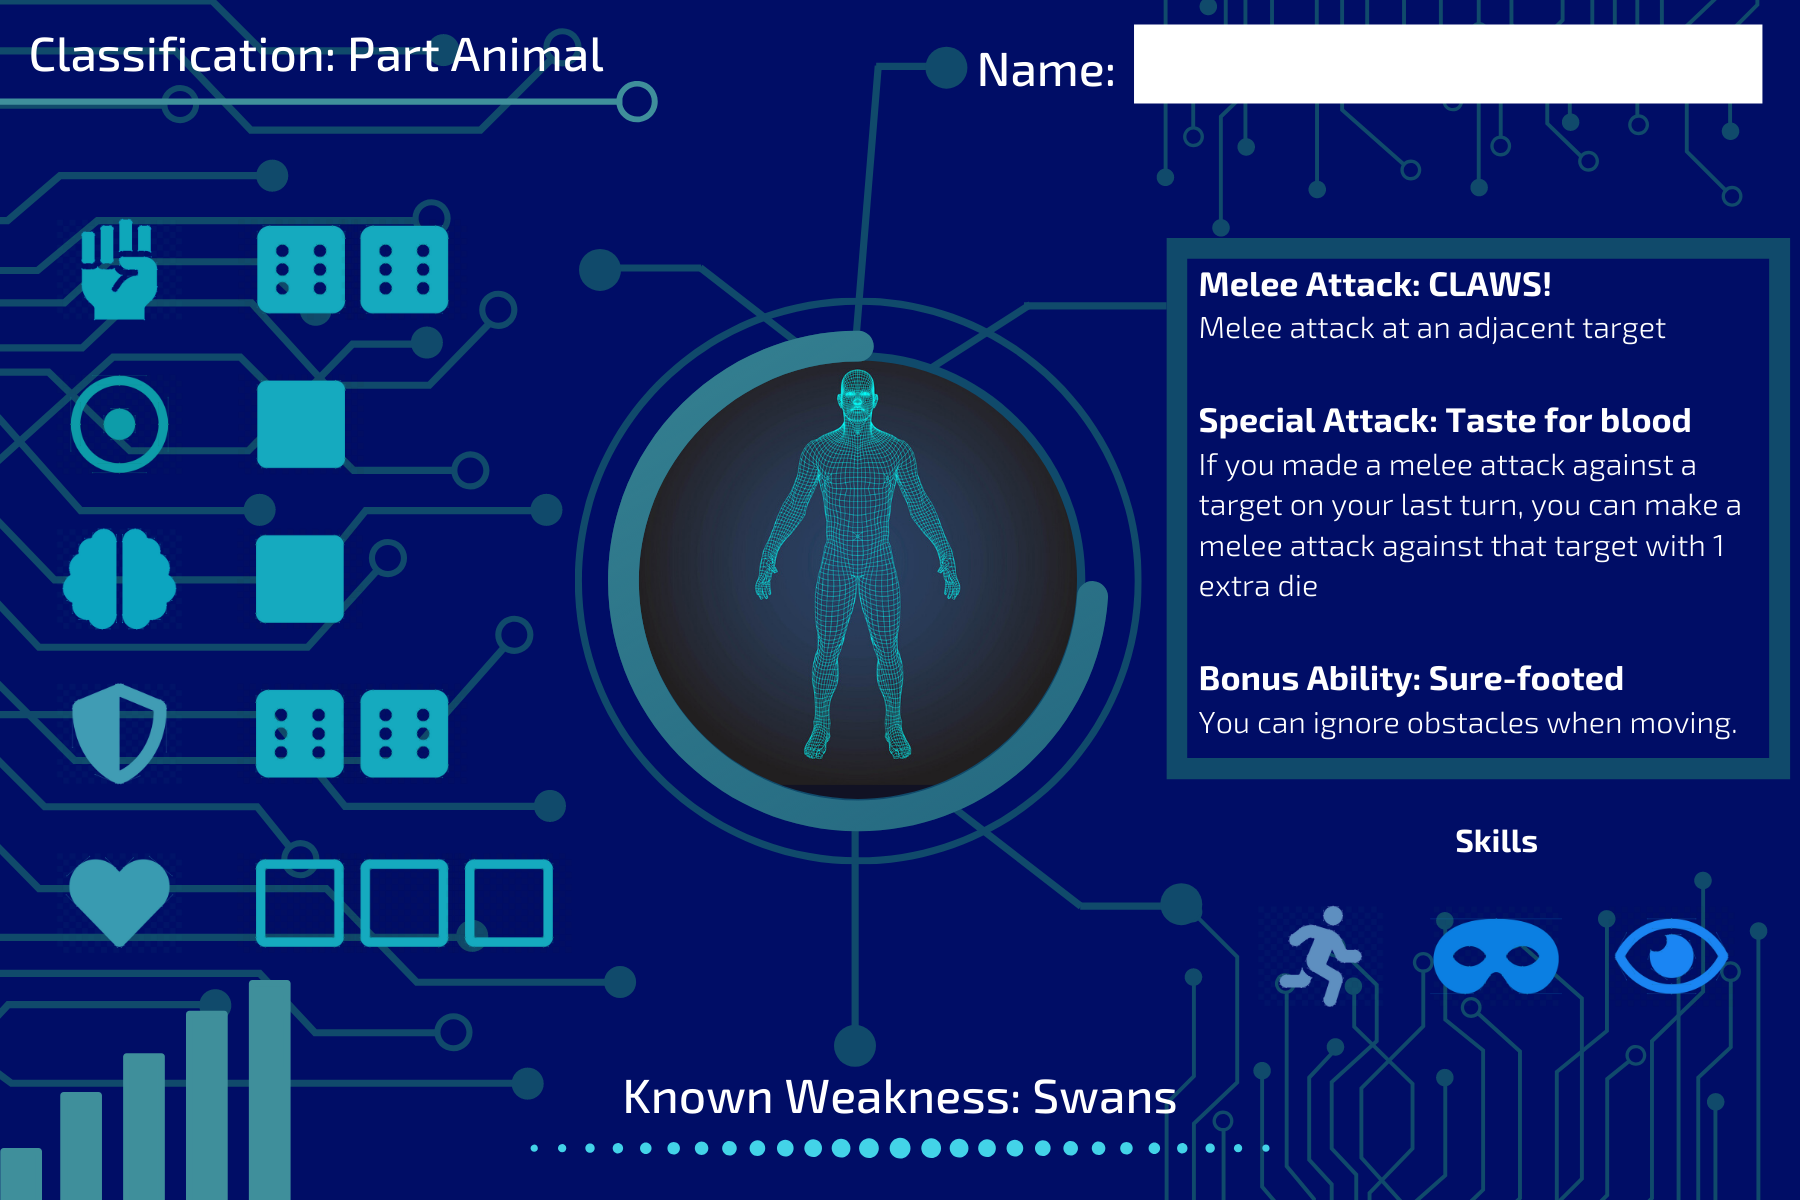 Classification: Part Animal
Name:
Melee Attack: CLAWS!
Melee attack at an adjacent target
Special Attack: Taste for blood
If you made a melee attack against a
target on your last turn, you can make a
melee attack against that target with 1
extra die
Bonus Ability: Sure-footed
You can ignore obstacles when moving.
Skills
Known Weakness: Swans